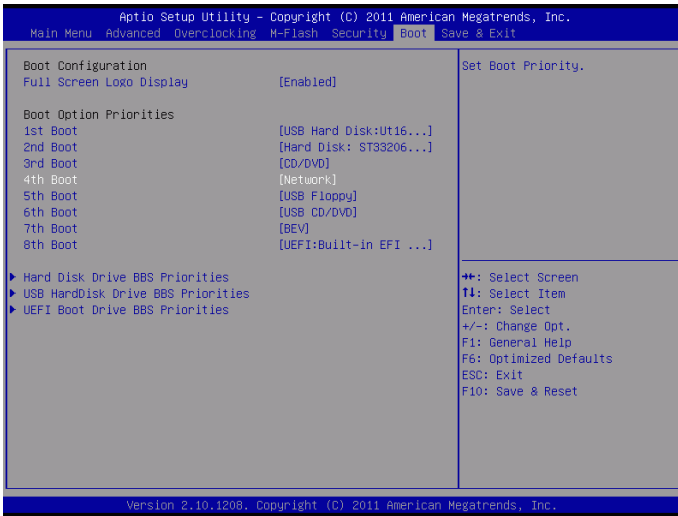 Aptio Setup Utility – Copyright (C) 2011 American Megatrends, Inc.
Main Menu Advanced Overclocking M-Flash Security Boot Save & Exit
Boot Configuration
Full Screen Logo Display [Enabled]
Boot Option Priorities
1st Boot [USB Hard Disk:Ut16...]
2nd Boot [Hard Disk: ST33206...]
3rd Boot [CD/DVD]
4th Boot [Network]
5th Boot [USB Floppy]
6th Boot [USB CD/DVD]
7th Boot [BEV]
8th Boot [UEFI:Built-in EFI ...]
Hard Disk Drive BBS Priorities
USB HardDisk Drive BBS Priorities
UEFI Boot Drive BBS Priorities
Set Boot Priority.
→←: Select Screen
↑↓: Select Item
Enter: Select
+/-: Change Opt.
F1: General Help
F6: Optimized Defaults
ESC: Exit
F10: Save & Reset
Version 2.10.1208. Copyright (C) 2011 American Megatrends, Inc.